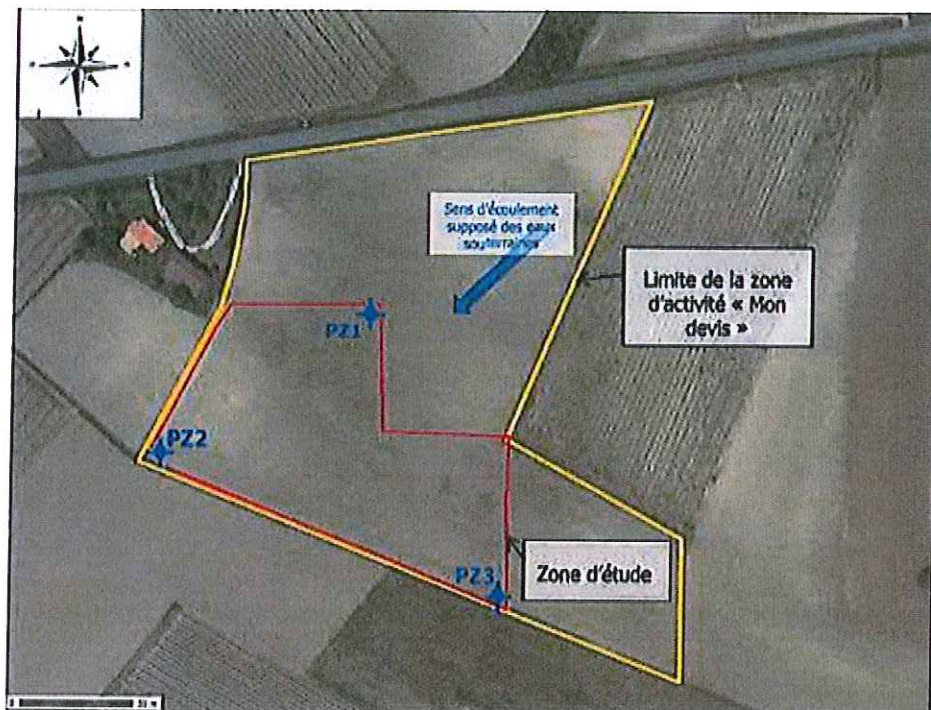 N
Sens d'écoulement
supposé des eaux
souterraines
Limite de la zone
d'activité « Mon
devis »
PZ1
PZ2
PZ3
Zone d'étude